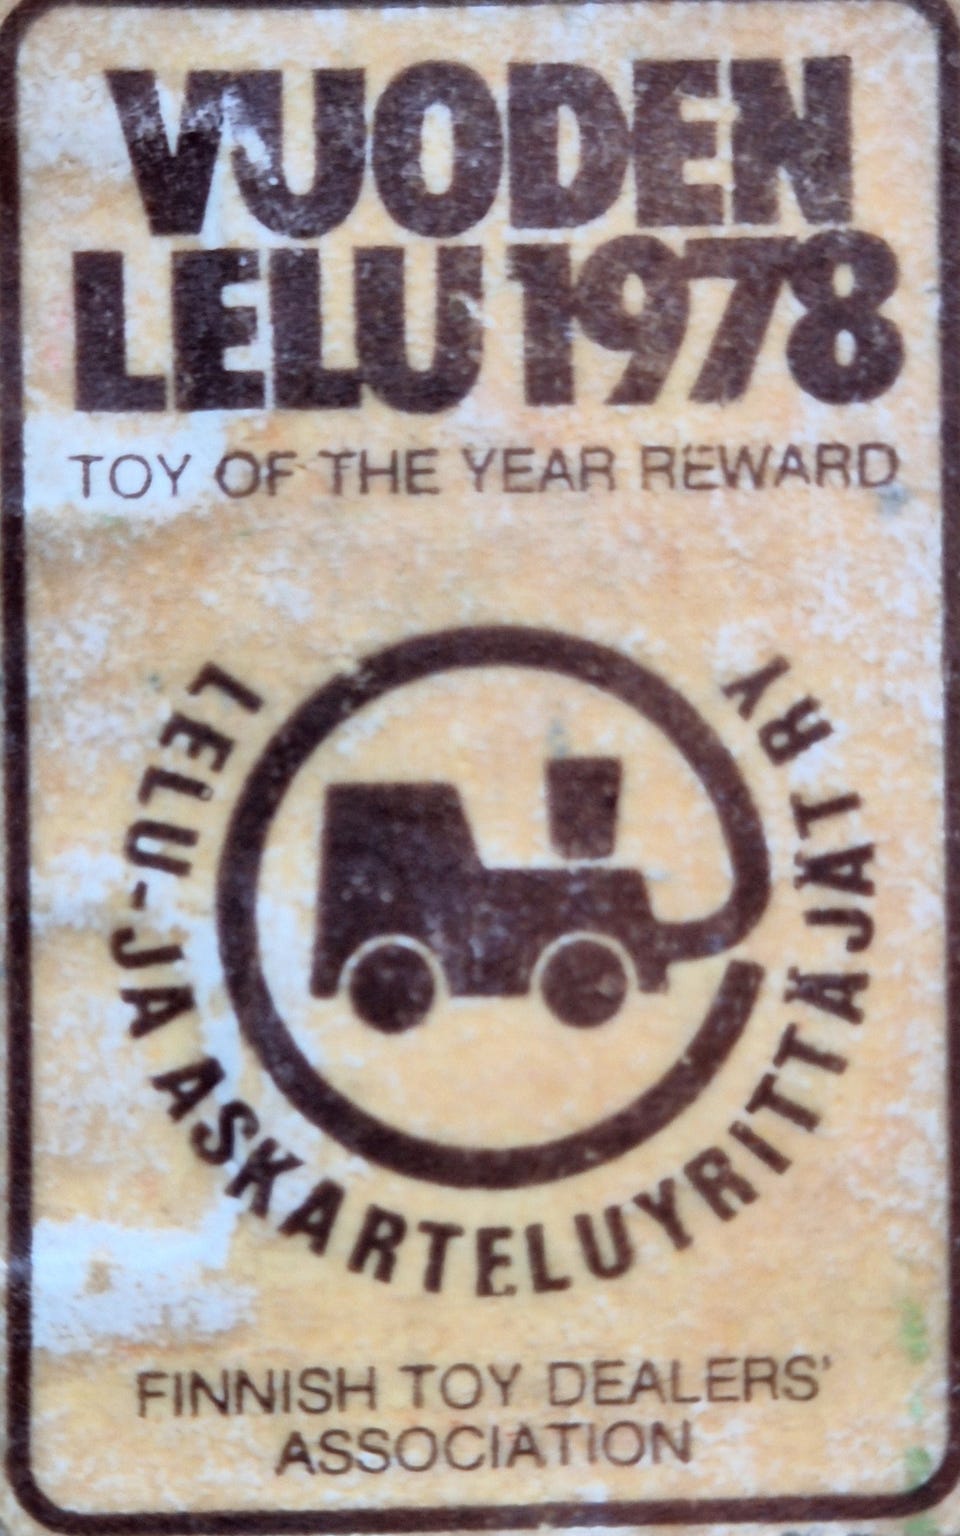 VUODEN
LELU 1978
TOY OF THE YEAR REWARD
LELU-JA ASKARTELUYRITTÄJÄT RY
FINNISH TOY DEALERS'
ASSOCIATION